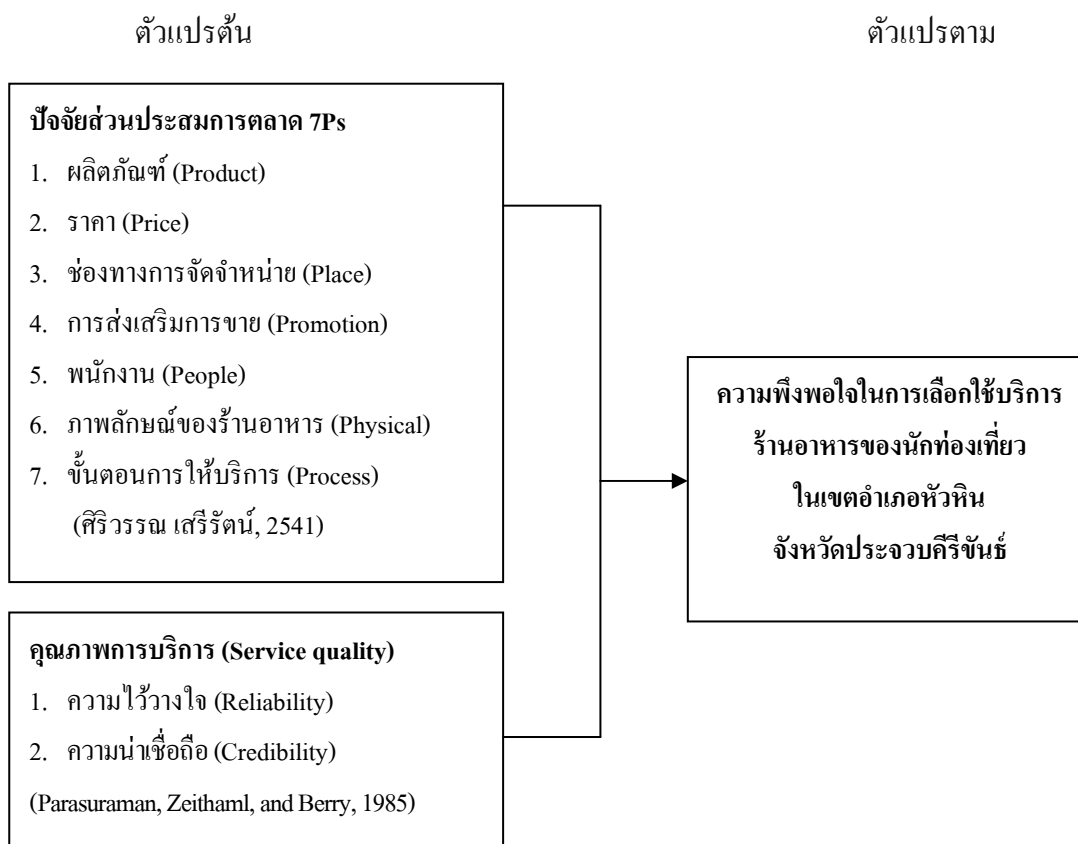 ตัวแปรต้น
ตัวแปรตาม
ปัจจัยส่วนประสมการตลาด 7Ps
1. ผลิตภัณฑ์ (Product)
2. ราคา (Price)
3. ช่องทางการจัดจำหน่าย (Place)
4. การส่งเสริมการขาย (Promotion)
5. พนักงาน (People)
6. ภาพลักษณ์ของร้านอาหาร (Physical)
7. ขั้นตอนการให้บริการ (Process)
(ศิริวรรณ เสรีรัตน์, 2541)
คุณภาพการบริการ (Service quality)
1. ความไว้วางใจ (Reliability)
2. ความน่าเชื่อถือ (Credibility)
(Parasuraman, Zeithaml, and Berry, 1985)
ความพึงพอใจในการเลือกใช้บริการ
ร้านอาหารของนักท่องเที่ยว
ในเขตอำเภอหัวหิน
จังหวัดประจวบคีรีขันธ์